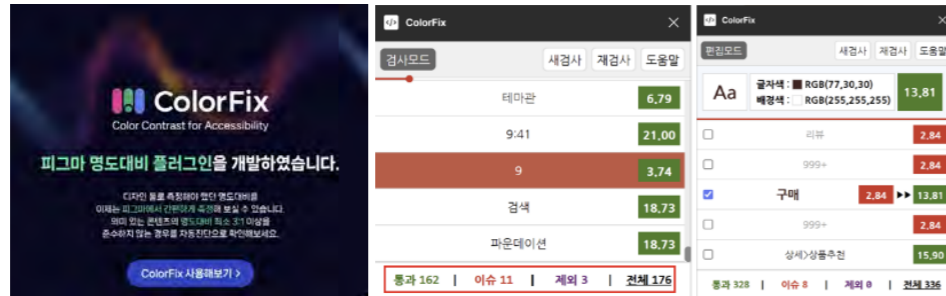 ColorFix
Color Contrast for Accessibility
피그마 명도대비 플러그인을 개발하였습니다.
디자인 툴로 측정해야 했던 명도대비를
이제는 피그마에서 간편하게 측정해 보실 수 있습니다.
의미 있는 콘텐츠의 명도대비 최소 3:1 이상을
준수하지 않는 경우를 자동진단으로 확인해보세요.
ColorFix 사용해보기 >
</> ColorFix ×
검사모드 새검사 재검사 도움말
테마관 6,79
9:41 21,00
9 3,74
검색 18,73
파운데이션 18,73
통과 162 | 이슈 11 | 제외 3 | 전체 176
</> ColorFix ×
편집모드 새검사 재검사 도움말
Aa 글자색 : RGB(77,30,30) 13,81
배경색 : RGB(255,255,255)
리뷰 2,84
999+ 2,84
구매 2,84 ▶▶ 13,81
999+ 2,84
상세>상품추천 15,90
통과 328 | 이슈 8 | 제외 0 | 전체 336